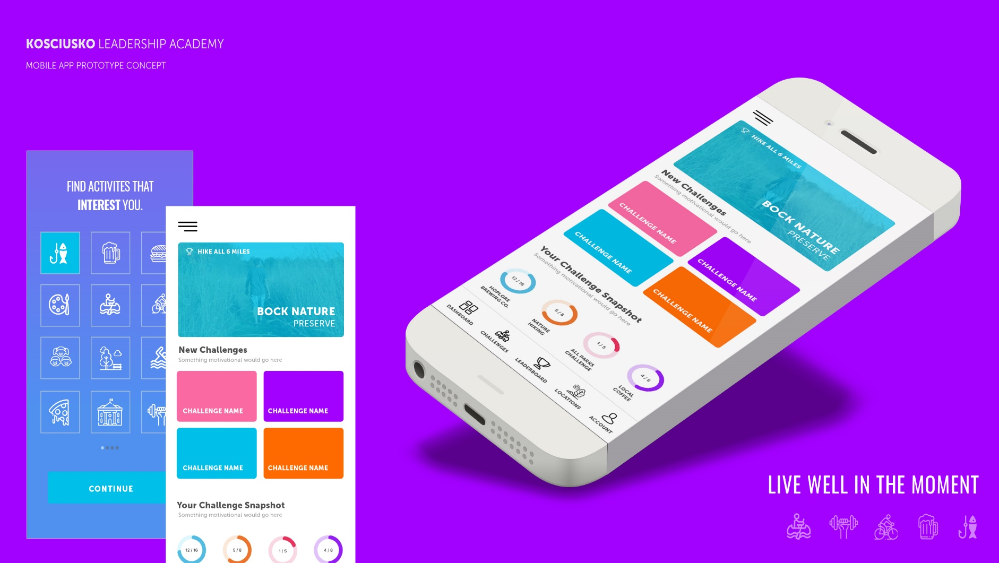 KOSCIUSKO LEADERSHIP ACADEMY
MOBILE APP PROTOTYPE CONCEPT
FIND ACTIVITES THAT
INTEREST YOU.
CONTINUE
HIKE ALL 6 MILES
BOCK NATURE
PRESERVE
New Challenges
Something motivational would go here
CHALLENGE NAME
CHALLENGE NAME
CHALLENGE NAME
CHALLENGE NAME
Your Challenge Snapshot
Something motivational would go here
12 / 16
5 / 8
1 / 5
4 / 8
HIKE ALL 6 MILES
BOCK NATURE
PRESERVE
New Challenges
Something motivational would go here
CHALLENGE NAME
CHALLENGE NAME
CHALLENGE NAME
CHALLENGE NAME
Your Challenge Snapshot
Something motivational would go here
12 / 16
HOPLORE
BREWING CO.
5 / 8
NATURE
HIKING
1 / 5
ALL PARKS
CHALLENGE
4 / 8
LOCAL
COFFEE
DASHBOARD
CHALLENGES
LEADERBOARD
LOCATIONS
ACCOUNT
LIVE WELL IN THE MOMENT